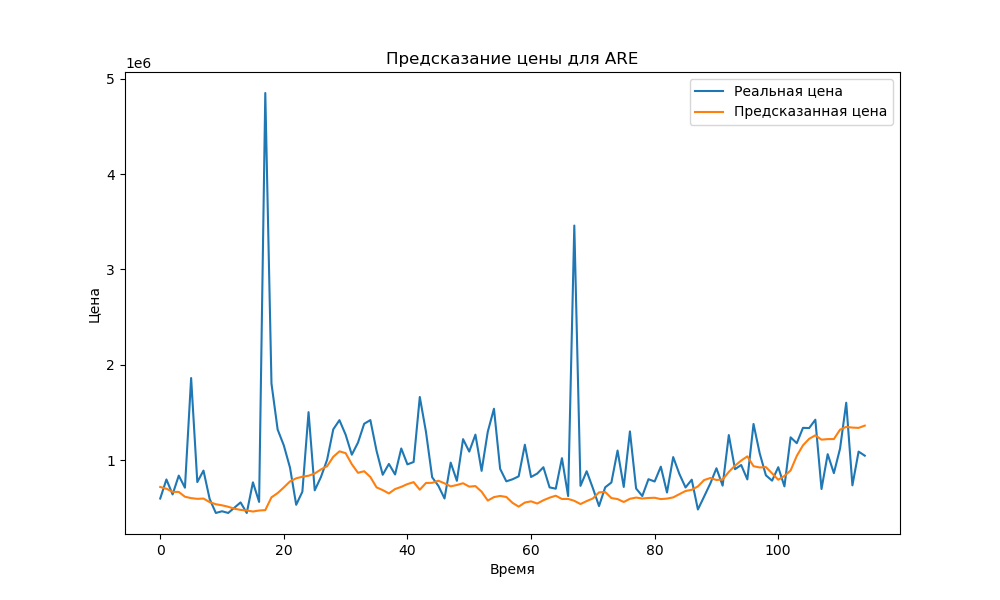 Предсказание цены для ARE
1e6
Реальная цена
Предсказанная цена
5
4
3
2
1
Цена
0 20 40 60 80 100
Время